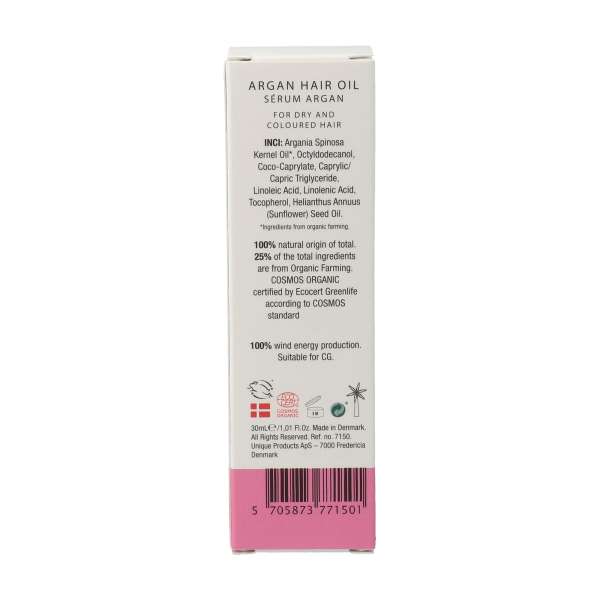 ARGAN HAIR OIL
SÉRUM ARGAN
FOR DRY AND
COLOURED HAIR
INCI: Argania Spinosa
Kernel Oil*, Octyldodecanol,
Coco-Caprylate, Caprylic/
Capric Triglyceride,
Linoleic Acid, Linolenic Acid,
Tocopherol, Helianthus Annuus
(Sunflower) Seed Oil.
*Ingredients from organic farming.
100% natural origin of total.
25% of the total ingredients
are from Organic Farming.
COSMOS ORGANIC
certified by Ecocert Greenlife
according to COSMOS
standard
100% wind energy production.
Suitable for CG.
COSMOS
ORGANIC
30mL℮/1,01 Fl.Oz. Made in Denmark.
All Rights Reserved. Ref. no. 7150.
Unique Products ApS – 7000 Fredericia
Denmark
5 705873 771501